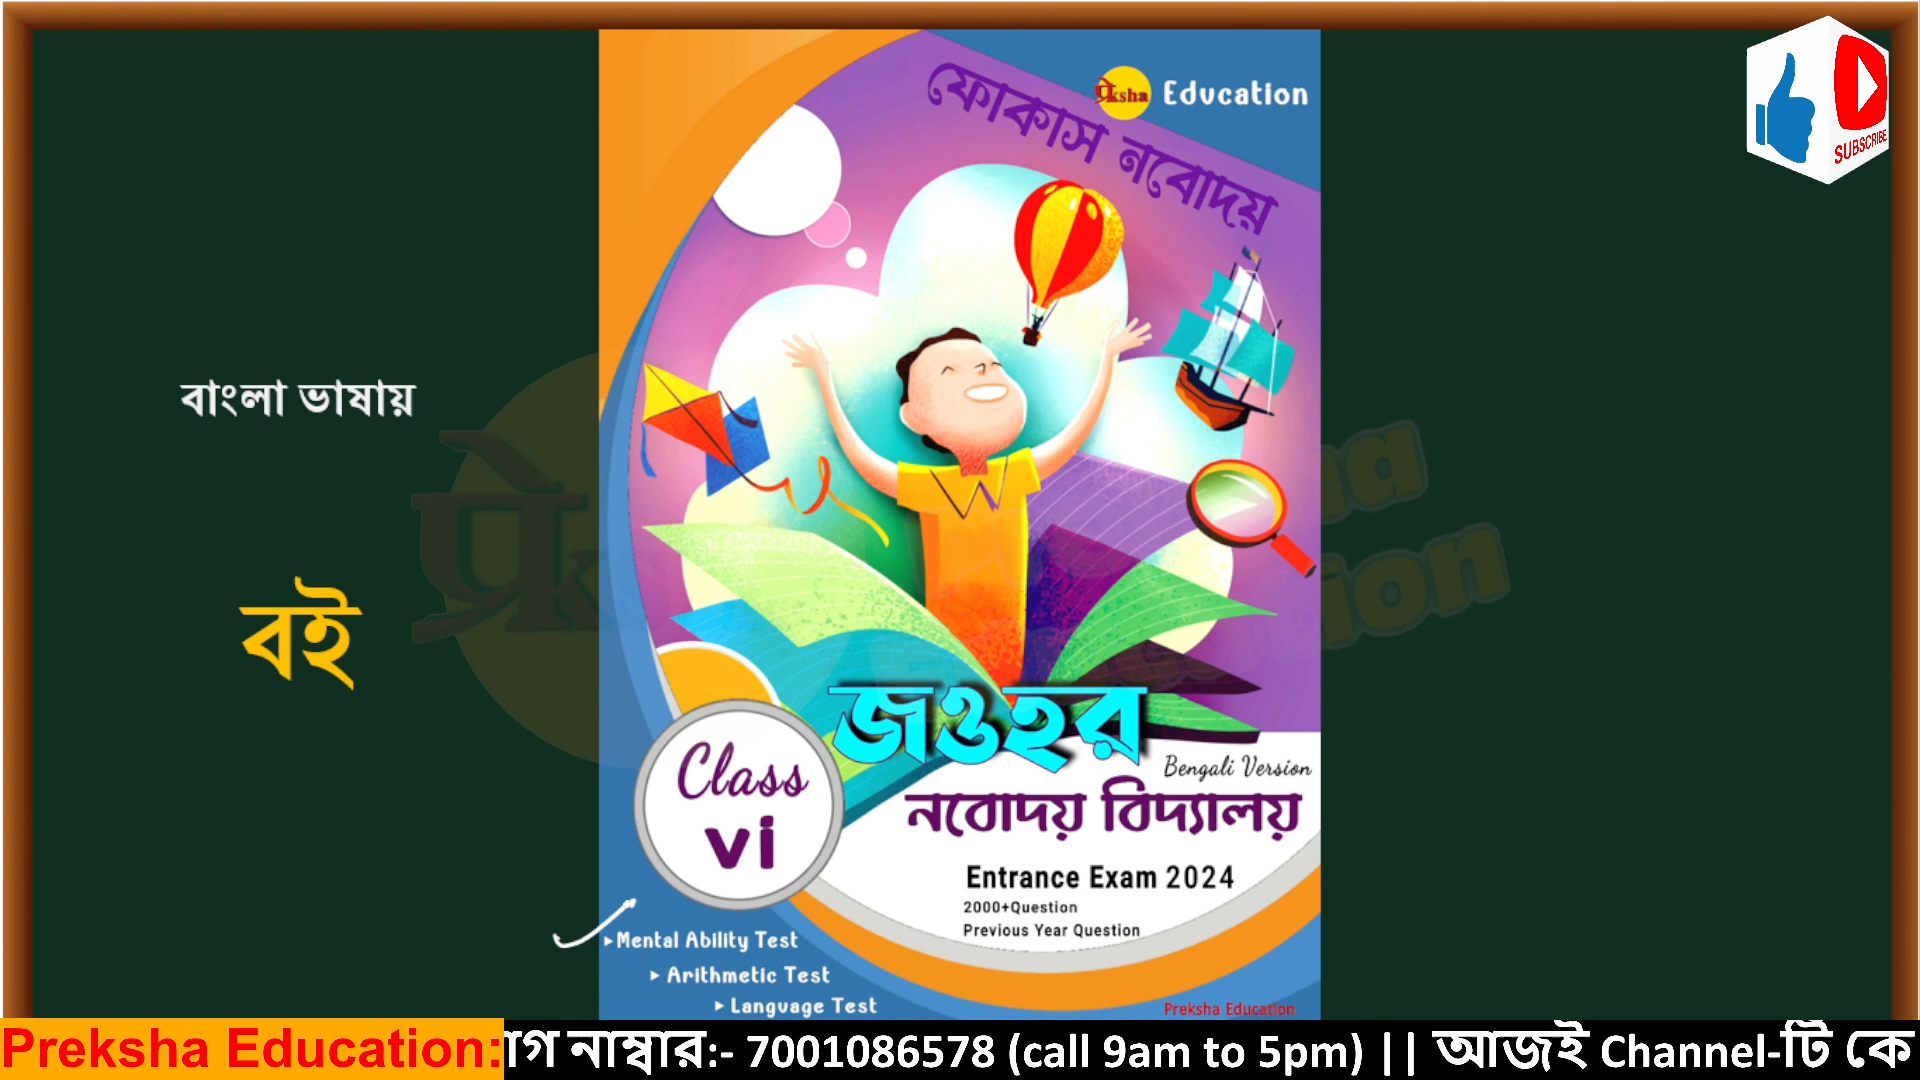 ফোকাস নবোদয়
प्रेksha Education
SUBSCRIBE
বাংলা ভাষায়
বই
জওহর
Bengali Version
নবোদয় বিদ্যালয়
Class
vi
Entrance Exam 2024
2000+Question
Previous Year Question
Mental Ability Test
Arithmetic Test
Language Test
Preksha Education
Preksha Education: নাম্বার:- 7001086578 (call 9am to 5pm) || আজই Channel-টি কে